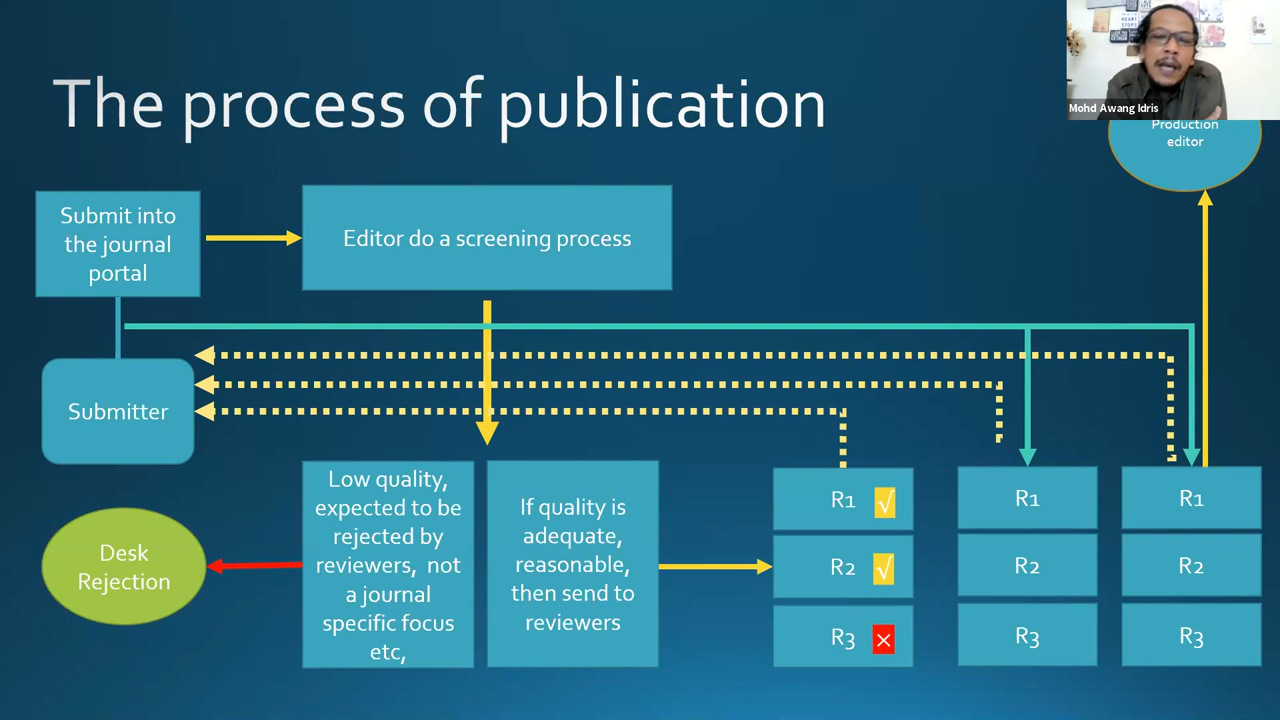 The process of publication
Mohd Awang Idris
Production
editor
Submit into
the journal
portal
Editor do a screening process
Submitter
Desk
Rejection
Low quality,
expected to be
rejected by
reviewers, not
a journal
specific focus
etc,
If quality is
adequate,
reasonable,
then send to
reviewers
R1 √
R2 √
R3 ×
R1
R2
R3
R1
R2
R3